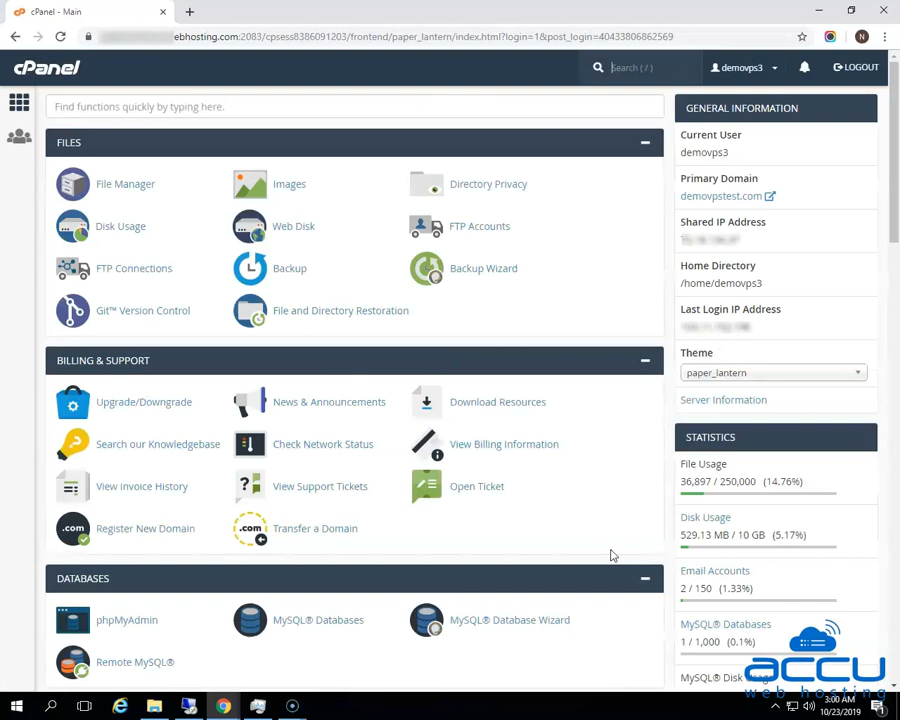 cPanel - Main
webhosting.com:2083/cpsess8386091203/frontend/paper_lantern/index.html?login=1&post_login=40433806862569
N
cPanel
Search ( / )
demovps3
LOGOUT
Find functions quickly by typing here.
FILES
File Manager
Images
Directory Privacy
Disk Usage
Web Disk
FTP Accounts
FTP Connections
Backup
Backup Wizard
Git™ Version Control
File and Directory Restoration
BILLING & SUPPORT
Upgrade/Downgrade
News & Announcements
Download Resources
Search our Knowledgebase
Check Network Status
View Billing Information
View Invoice History
View Support Tickets
Open Ticket
.com
Register New Domain
.com
Transfer a Domain
DATABASES
phpMyAdmin
MySQL® Databases
MySQL® Database Wizard
Remote MySQL®
GENERAL INFORMATION
Current User
demovps3
Primary Domain
demovpstest.com
Shared IP Address
Home Directory
/home/demovps3
Last Login IP Address
Theme
paper_lantern
Server Information
STATISTICS
File Usage
36,897 / 250,000 (14.76%)
Disk Usage
529.13 MB / 10 GB (5.17%)
Email Accounts
2 / 150 (1.33%)
MySQL® Databases
1 / 1,000 (0.1%)
MySQL® Disk Usage
accu
web hosting
3:00 AM
10/23/2019
1